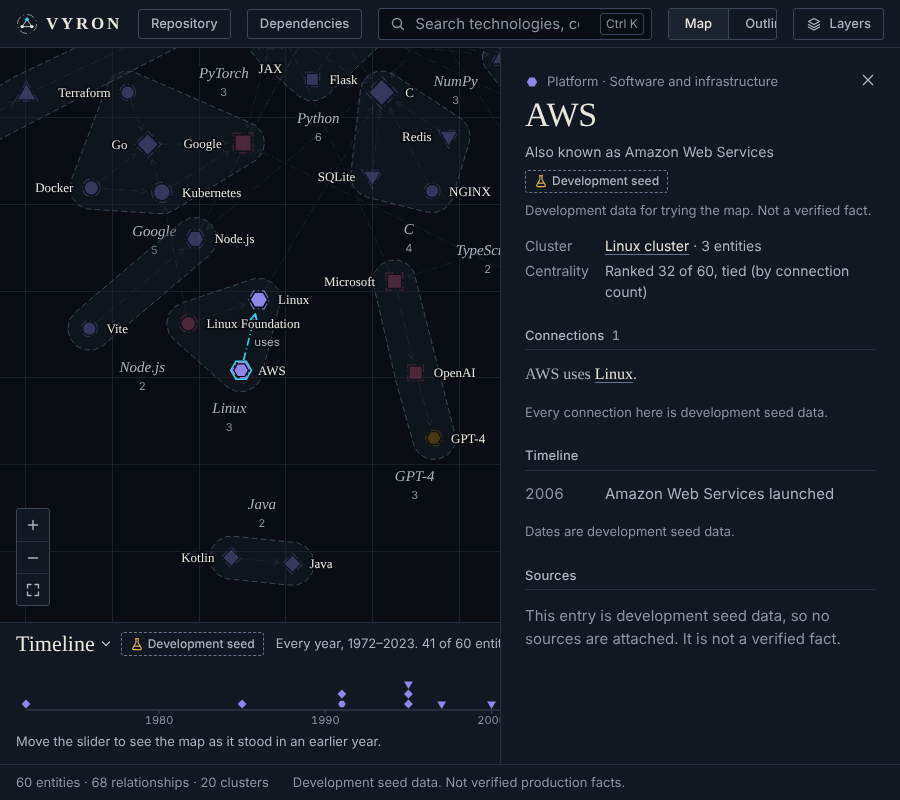 VYRON
Repository
Dependencies
Search technologies, co
Ctrl K
Map
Outlin
Layers
PyTorch
3
JAX
Flask
NumPy
3
Terraform
C
Python
6
Go
Google
Redis
Docker
Kubernetes
SQLite
NGINX
Google
5
Node.js
C
4
TypeScr
2
Microsoft
Linux
Vite
Linux Foundation
uses
Node.js
2
AWS
OpenAI
Linux
3
GPT-4
GPT-4
3
Java
2
Kotlin
Java
Platform · Software and infrastructure
AWS
Also known as Amazon Web Services
Development seed
Development data for trying the map. Not a verified fact.
Cluster
Linux cluster · 3 entities
Centrality
Ranked 32 of 60, tied (by connection
count)
Connections 1
AWS uses Linux.
Every connection here is development seed data.
Timeline
2006
Amazon Web Services launched
Dates are development seed data.
Sources
This entry is development seed data, so no
sources are attached. It is not a verified fact.
Timeline
Development seed
Every year, 1972–2023. 41 of 60 entit
1980
1990
200
Move the slider to see the map as it stood in an earlier year.
60 entities · 68 relationships · 20 clusters
Development seed data. Not verified production facts.